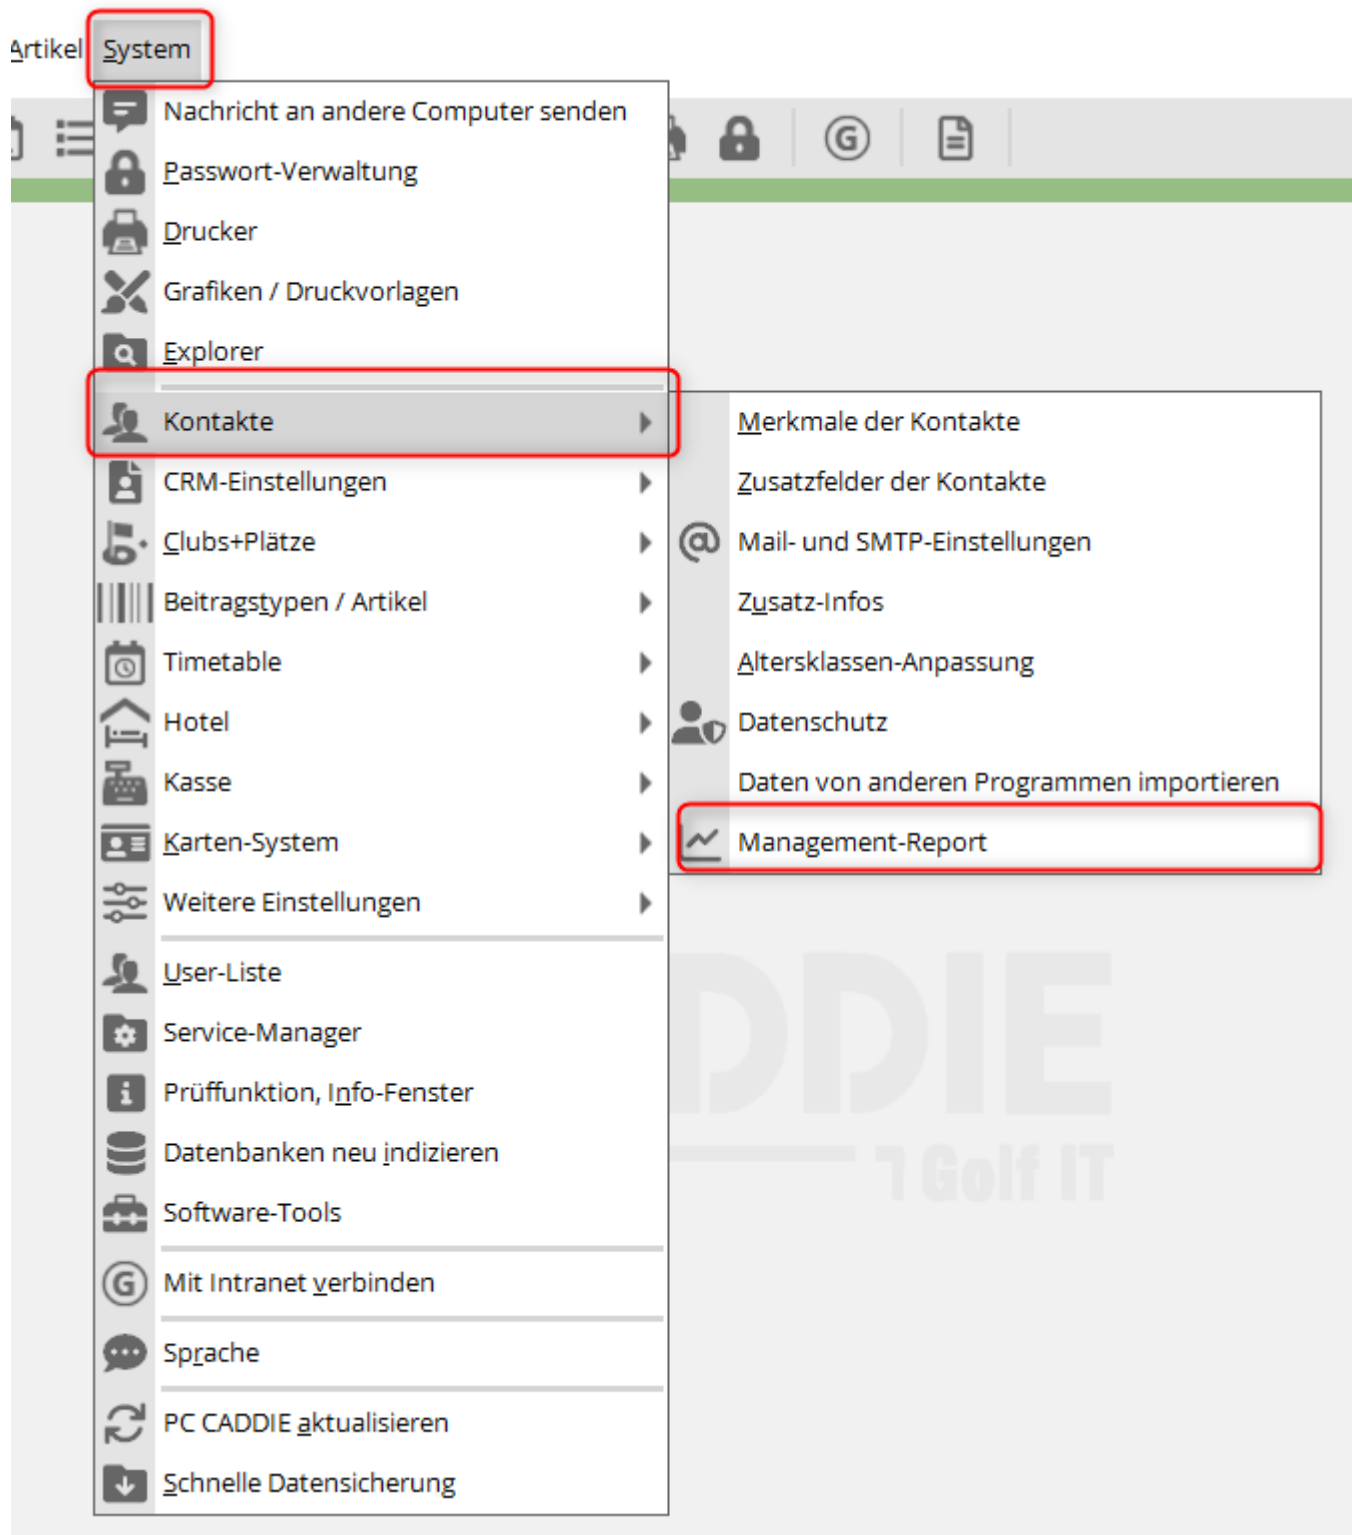 Artikel System
Nachricht an andere Computer senden
Passwort-Verwaltung
Drucker
Grafiken / Druckvorlagen
Explorer
Kontakte
CRM-Einstellungen
Clubs+Plätze
Beitragstypen / Artikel
Timetable
Hotel
Kasse
Karten-System
Weitere Einstellungen
User-Liste
Service-Manager
Prüffunktion, Info-Fenster
Datenbanken neu indizieren
Software-Tools
Mit Intranet verbinden
Sprache
PC CADDIE aktualisieren
Schnelle Datensicherung
Merkmale der Kontakte
Zusatzfelder der Kontakte
Mail- und SMTP-Einstellungen
Zusatz-Infos
Altersklassen-Anpassung
Datenschutz
Daten von anderen Programmen importieren
Management-Report
DDIE
1 Golf IT